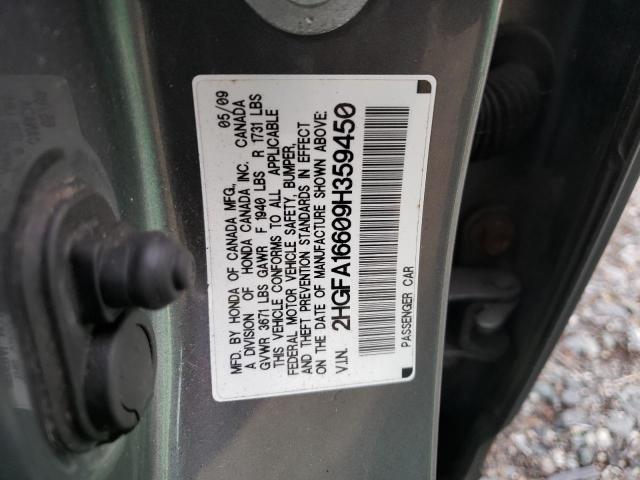 MFD. BY HONDA OF CANADA MFG., 05/09
A DIVISION OF HONDA CANADA INC. CANADA
GVWR 3671 LBS GAWR F 1940 LBS R 1731 LBS
THIS VEHICLE CONFORMS TO ALL APPLICABLE
FEDERAL MOTOR VEHICLE SAFETY, BUMPER,
AND THEFT PREVENTION STANDARDS IN EFFECT
ON THE DATE OF MANUFACTURE SHOWN ABOVE.
V.I.N. 2HGFA16609H359450
PASSENGER CAR